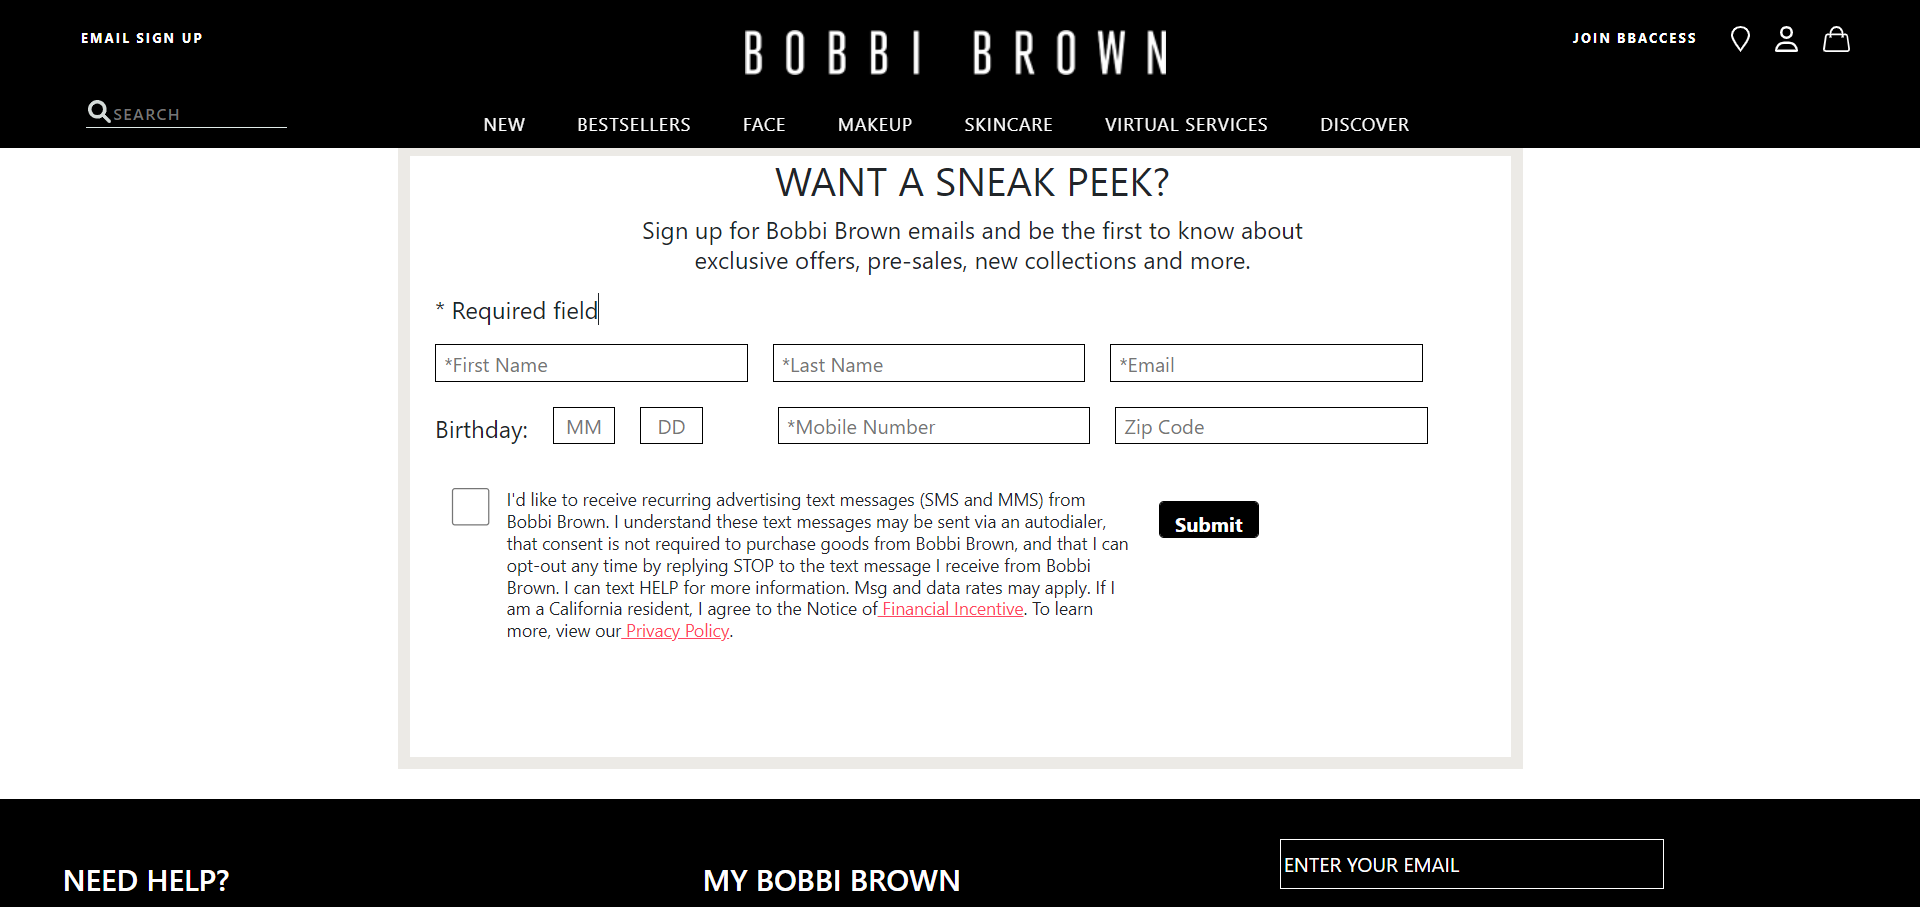 EMAIL SIGN UP
BOBBI BROWN
JOIN BBACCESS
SEARCH
NEW BESTSELLERS FACE MAKEUP SKINCARE VIRTUAL SERVICES DISCOVER
WANT A SNEAK PEEK?
Sign up for Bobbi Brown emails and be the first to know about
exclusive offers, pre-sales, new collections and more.
* Required field
*First Name *Last Name *Email
Birthday: MM DD *Mobile Number Zip Code
I'd like to receive recurring advertising text messages (SMS and MMS) from
Bobbi Brown. I understand these text messages may be sent via an autodialer,
that consent is not required to purchase goods from Bobbi Brown, and that I can
opt-out any time by replying STOP to the text message I receive from Bobbi
Brown. I can text HELP for more information. Msg and data rates may apply. If I
am a California resident, I agree to the Notice of Financial Incentive. To learn
more, view our Privacy Policy.
Submit
NEED HELP?
MY BOBBI BROWN
ENTER YOUR EMAIL